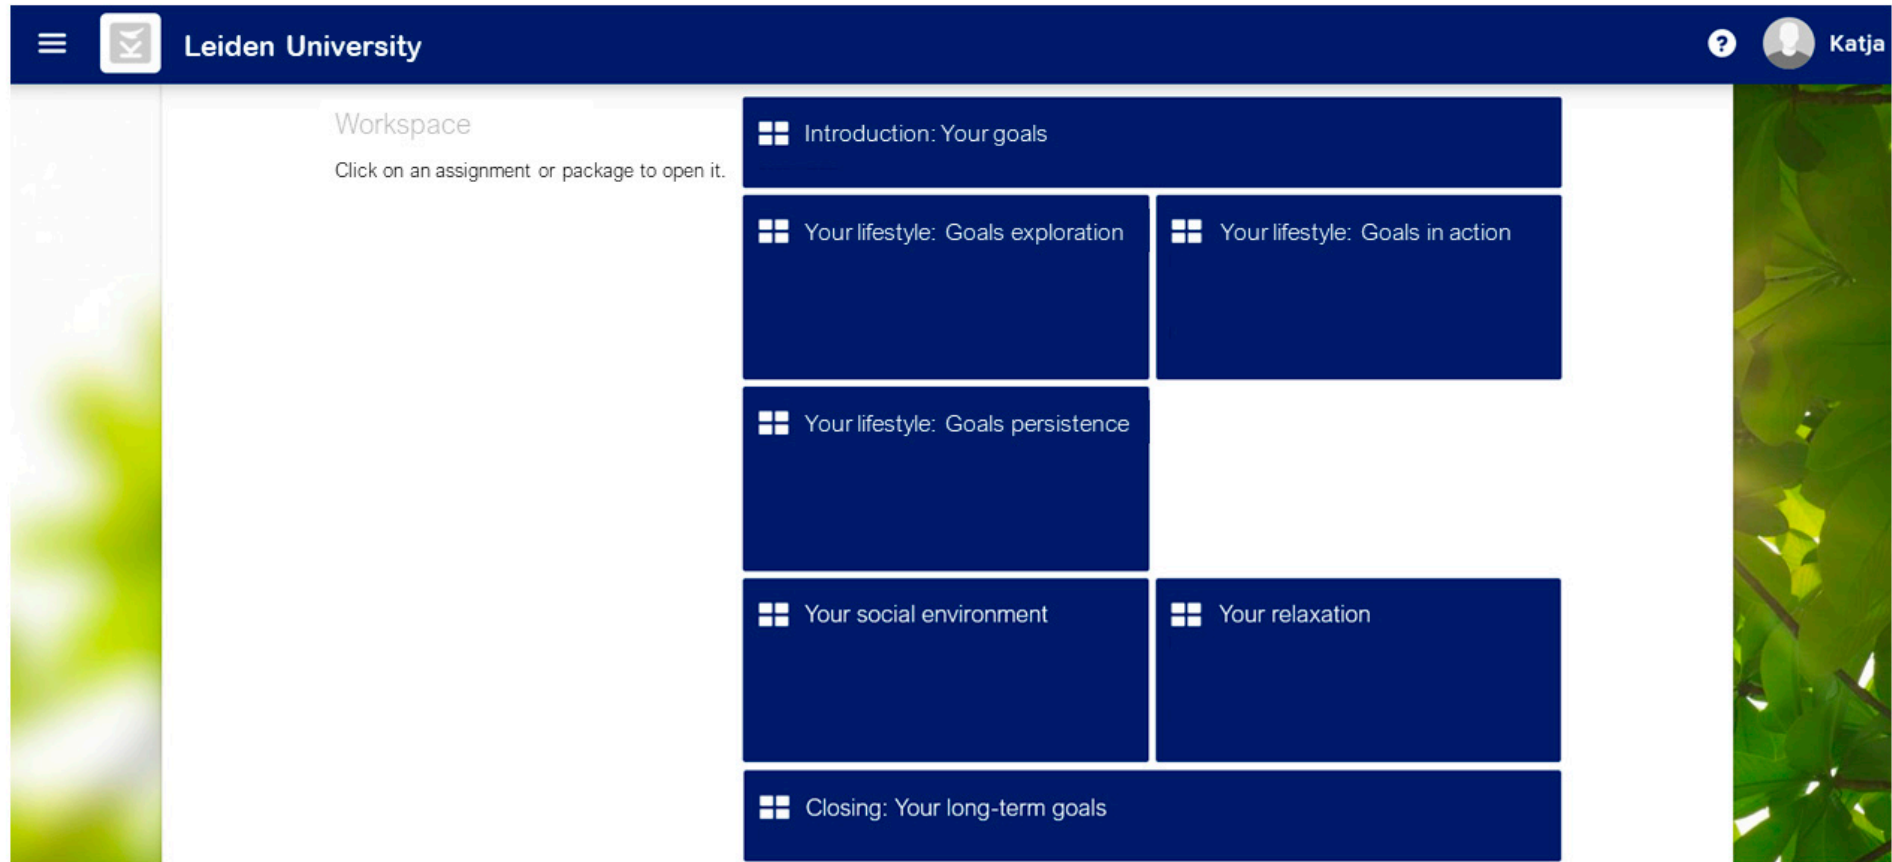 Leiden University
?
Katja
Workspace
Click on an assignment or package to open it.
Introduction: Your goals
Your lifestyle: Goals exploration
Your lifestyle: Goals in action
Your lifestyle: Goals persistence
Your social environment
Your relaxation
Closing: Your long-term goals